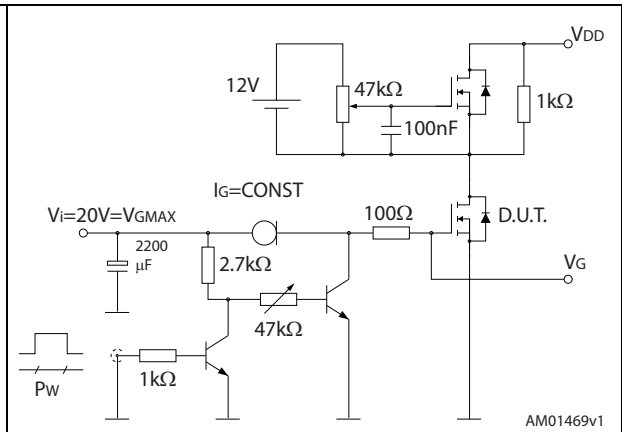 VDD
12V
47kΩ
1kΩ
100nF
IG=CONST
Vi=20V=VGMAX
100Ω
D.U.T.
2200
μF
2.7kΩ
VG
47kΩ
1kΩ
PW
AM01469v1